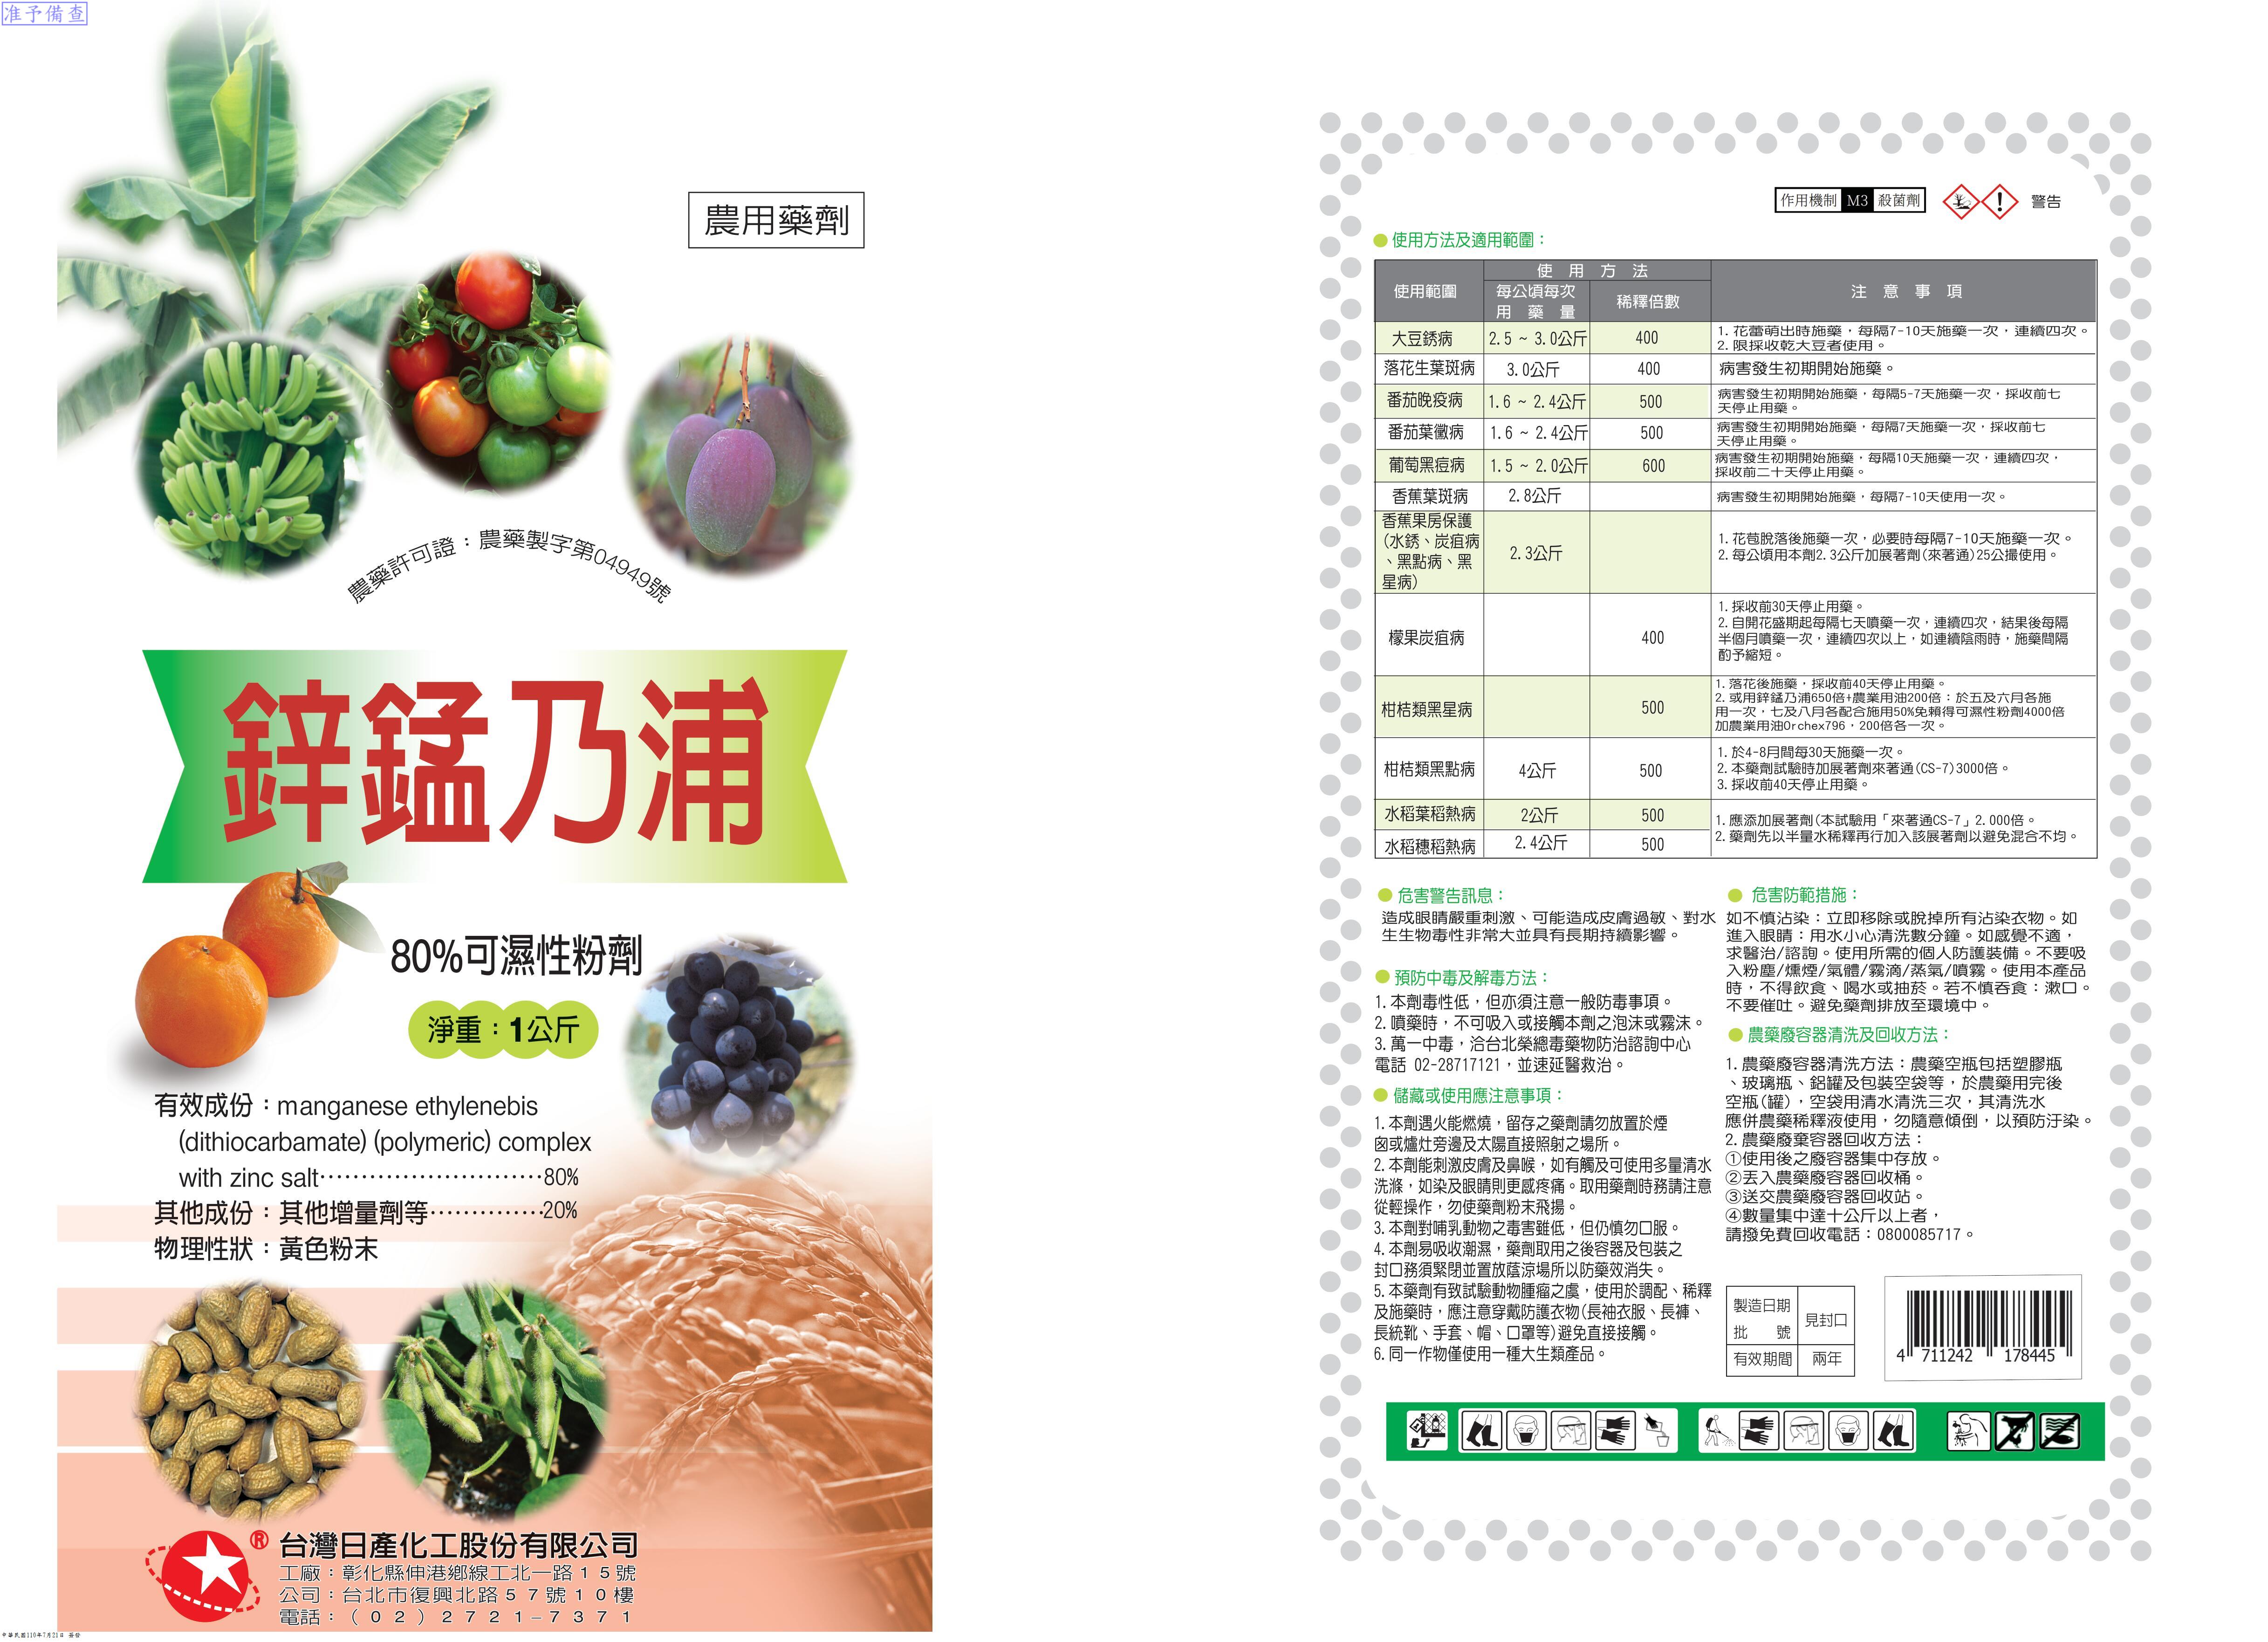 准予備查
農用藥劑
農藥許可證：農藥製字第04949號
鋅錳乃浦
80%可濕性粉劑
淨重：1公斤
有效成份：manganese ethylenebis
(dithiocarbamate) (polymeric) complex
with zinc salt‥‥‥‥‥‥‥‥‥‥‥‥‥80%
其他成份：其他增量劑等‥‥‥‥‥‥‥20%
物理性狀：黃色粉末
®
台灣日產化工股份有限公司
工廠：彰化縣伸港鄉線工北一路１５號
公司：台北市復興北路５７號１０樓
電話：（０２）２７２１－７３７１
中華民國110年7月21日 簽發
作用機制 M3 殺菌劑 警告
使用方法及適用範圍：
使用範圍 使用方法 注意事項
每公頃每次用藥量 稀釋倍數
大豆銹病 2.5 ~ 3.0公斤 400
1. 花蕾萌出時施藥，每隔7-10天施藥一次，連續四次。
2. 限採收乾大豆者使用。
落花生葉斑病 3.0公斤 400 病害發生初期開始施藥。
番茄晚疫病 1.6 ~ 2.4公斤 500
病害發生初期開始施藥，每隔5-7天施藥一次，採收前七
天停止用藥。
番茄葉黴病 1.6 ~ 2.4公斤 500
病害發生初期開始施藥，每隔7天施藥一次，採收前七
天停止用藥。
葡萄黑痘病 1.5 ~ 2.0公斤 600
病害發生初期開始施藥，每隔10天施藥一次，連續四次，
採收前二十天停止用藥。
香蕉葉斑病 2.8公斤 病害發生初期開始施藥，每隔7-10天使用一次。
香蕉果房保護
(水銹、炭疽病
、黑點病、黑
星病)
2.3公斤
1. 花苞脫落後施藥一次，必要時每隔7-10天施藥一次。
2. 每公頃用本劑2.3公斤加展著劑(來著通)25公撮使用。
檬果炭疽病 400
1. 採收前30天停止用藥。
2. 自開花盛期起每隔七天噴藥一次，連續四次，結果後每隔
半個月噴藥一次，連續四次以上，如連續陰雨時，施藥間隔
酌予縮短。
柑桔類黑星病 500
1. 落花後施藥，採收前40天停止用藥。
2. 或用鋅錳乃浦650倍+農業用油200倍：於五及六月各施
用一次，七及八月各配合施用50%免賴得可濕性粉劑4000倍
加農業用油Orchex796，200倍各一次。
柑桔類黑點病 4公斤 500
1. 於4-8月間每30天施藥一次。
2. 本藥劑試驗時加展著劑來著通(CS-7)3000倍。
3. 採收前40天停止用藥。
水稻葉稻熱病 2公斤 500
水稻穗稻熱病 2.4公斤 500
1. 應添加展著劑(本試驗用「來著通CS-7」2.000倍。
2. 藥劑先以半量水稀釋再行加入該展著劑以避免混合不均。
危害警告訊息：
造成眼睛嚴重刺激、可能造成皮膚過敏、對水
生生物毒性非常大並具有長期持續影響。
預防中毒及解毒方法：
1. 本劑毒性低，但亦須注意一般防毒事項。
2. 噴藥時，不可吸入或接觸本劑之泡沫或霧沫。
3. 萬一中毒，洽台北榮總毒藥物防治諮詢中心
電話 02-28717121，並速延醫救治。
儲藏或使用應注意事項：
1. 本劑遇火能燃燒，留存之藥劑請勿放置於煙
囪或爐灶旁邊及太陽直接照射之場所。
2. 本劑能刺激皮膚及鼻喉，如有觸及可使用多量清水
洗滌，如染及眼睛則更感疼痛。取用藥劑時務請注意
從輕操作，勿使藥劑粉末飛揚。
3. 本劑對哺乳動物之毒害雖低，但仍慎勿口服。
4. 本劑易吸收潮濕，藥劑取用之後容器及包裝之
封口務須緊閉並置放蔭涼場所以防藥效消失。
5. 本藥劑有致試驗動物腫瘤之虞，使用於調配、稀釋
及施藥時，應注意穿戴防護衣物(長袖衣服、長褲、
長統靴、手套、帽、口罩等)避免直接接觸。
6. 同一作物僅使用一種大生類產品。
危害防範措施：
如不慎沾染：立即移除或脫掉所有沾染衣物。如
進入眼睛：用水小心清洗數分鐘。如感覺不適，
求醫治/諮詢。使用所需的個人防護裝備。不要吸
入粉塵/燻煙/氣體/霧滴/蒸氣/噴霧。使用本產品
時，不得飲食、喝水或抽菸。若不慎吞食：漱口。
不要催吐。避免藥劑排放至環境中。
農藥廢容器清洗及回收方法：
1. 農藥廢容器清洗方法：農藥空瓶包括塑膠瓶
、玻璃瓶、鋁罐及包裝空袋等，於農藥用完後
空瓶(罐)，空袋用清水清洗三次，其清洗水
應併農藥稀釋液使用，勿隨意傾倒，以預防汙染。
2. 農藥廢棄容器回收方法：
①使用後之廢容器集中存放。
②丟入農藥廢容器回收桶。
③送交農藥廢容器回收站。
④數量集中達十公斤以上者，
請撥免費回收電話：0800085717。
製造日期
批 號
見封口
有效期間 兩年
4 711242 178445